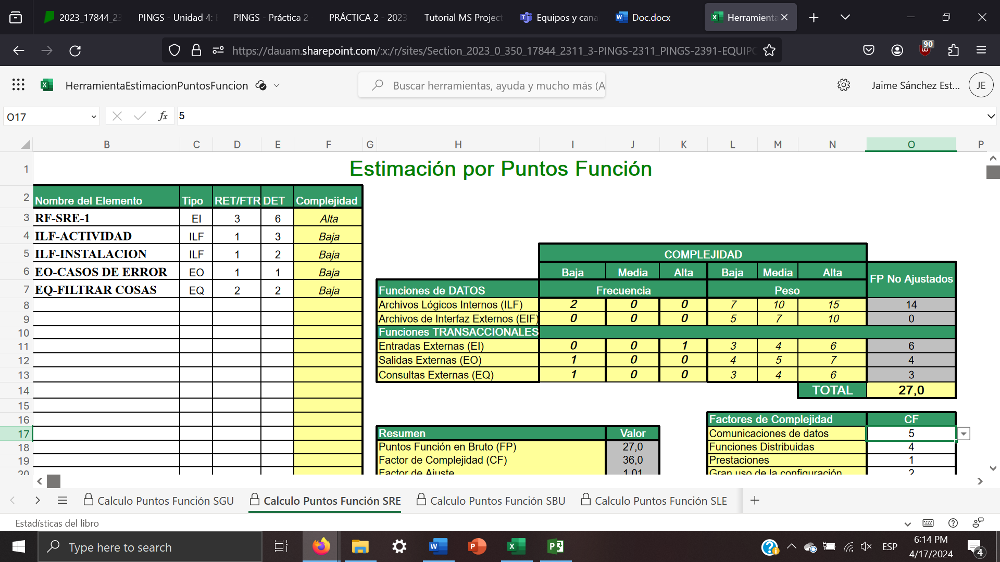 2023_17844_23
PINGS - Unidad 4:
PINGS - Práctica 2
PRÁCTICA 2 - 2023
Tutorial MS Project
Equipos y cana
Doc.docx
Herramienta
https://dauam.sharepoint.com/:x:/r/sites/Section_2023_0_350_17844_2311_3-PINGS-2311_PINGS-2391-EQUIPO
90
HerramientaEstimacionPuntosFuncion
Buscar herramientas, ayuda y mucho más (A
Jaime Sánchez Est...
JE
O17
fx
5
B C D E F G H I J K L M N O P
1 Estimación por Puntos Función
2 Nombre del Elemento Tipo RET/FTR DET Complejidad
3 RF-SRE-1 EI 3 6 Alta
4 ILF-ACTIVIDAD ILF 1 3 Baja
5 ILF-INSTALACION ILF 1 2 Baja
6 EO-CASOS DE ERROR EO 1 1 Baja
7 EQ-FILTRAR COSAS EQ 2 2 Baja
8
9
10
11
12
13
14
15
16
17
18
19
20
COMPLEJIDAD
Baja Media Alta Baja Media Alta FP No Ajustados
Funciones de DATOS Frecuencia Peso
Archivos Lógicos Internos (ILF) 2 0 0 7 10 15 14
Archivos de Interfaz Externos (EIF) 0 0 0 5 7 10 0
Funciones TRANSACCIONALES
Entradas Externas (EI) 0 0 1 3 4 6 6
Salidas Externas (EO) 1 0 0 4 5 7 4
Consultas Externas (EQ) 1 0 0 3 4 6 3
TOTAL 27,0
Resumen Valor
Puntos Función en Bruto (FP) 27,0
Factor de Complejidad (CF) 36,0
Factor de Ajuste 1,01
Factores de Complejidad CF
Comunicaciones de datos 5
Funciones Distribuidas 4
Prestaciones 1
Gran uso de la configuración 2
Calculo Puntos Función SGU
Calculo Puntos Función SRE
Calculo Puntos Función SBU
Calculo Puntos Función SLE
Estadísticas del libro
Type here to search
ESP
6:14 PM
4/17/2024
4